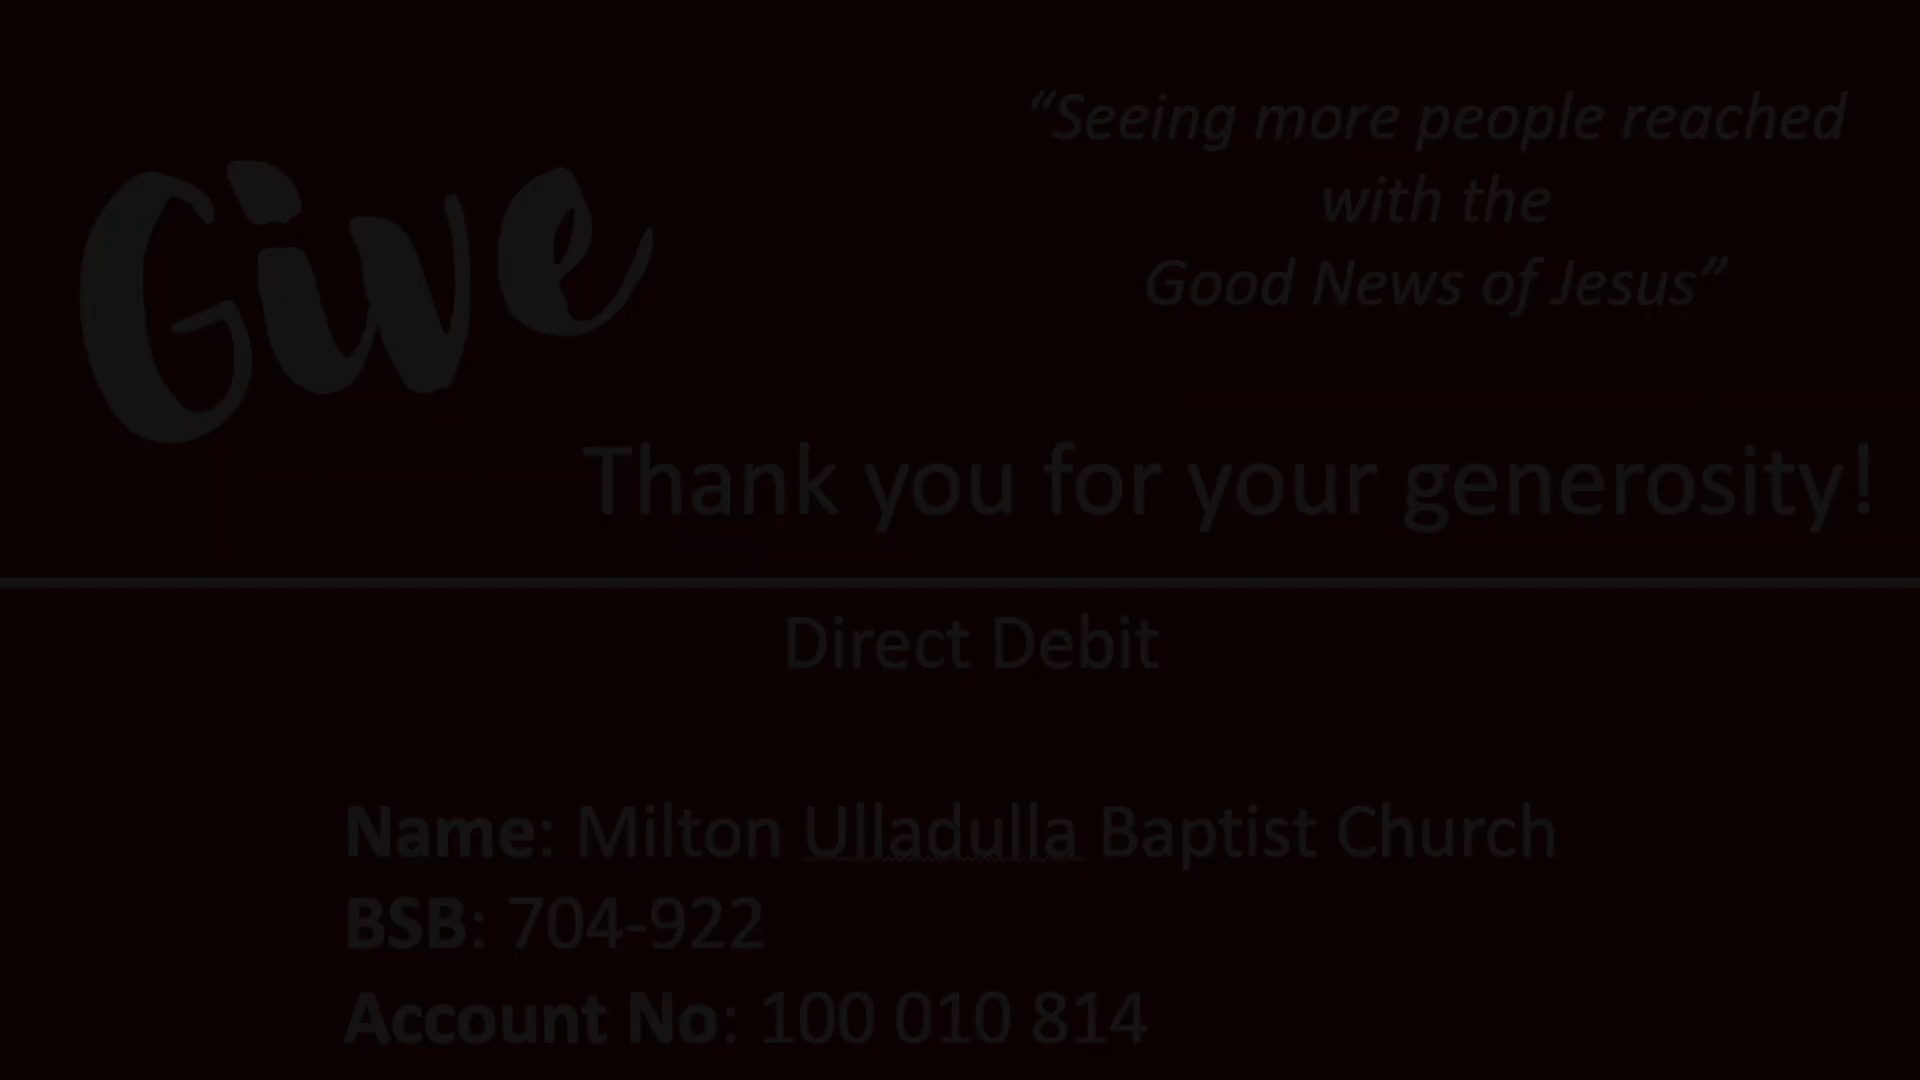 Give
“Seeing more people reached
with the
Good News of Jesus”
Thank you for your generosity!
Direct Debit
Name: Milton Ulladulla Baptist Church
BSB: 704-922
Account No: 100 010 814